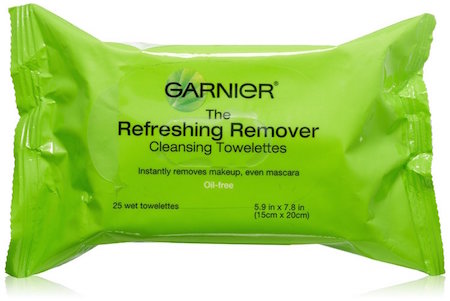 GARNIER®
The
Refreshing Remover
Cleansing Towelettes
Instantly removes makeup, even mascara
Oil-free
25 wet towelettes 5.9 in x 7.8 in
(15cm x 20cm)